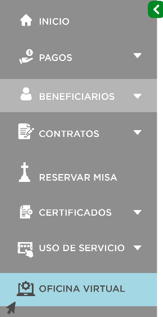 INICIO
PAGOS
BENEFICIARIOS
CONTRATOS
RESERVAR MISA
CERTIFICADOS
USO DE SERVICIO
OFICINA VIRTUAL